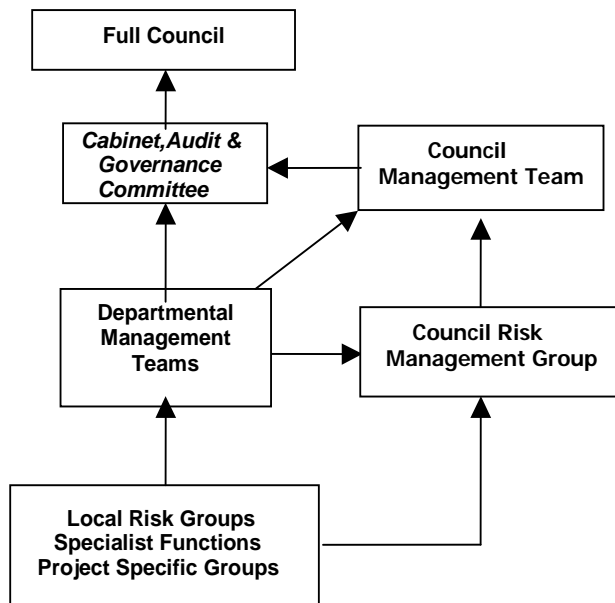 Full Council
Cabinet,Audit &
Governance
Committee
Council
Management Team
Departmental
Management
Teams
Council Risk
Management Group
Local Risk Groups
Specialist Functions
Project Specific Groups